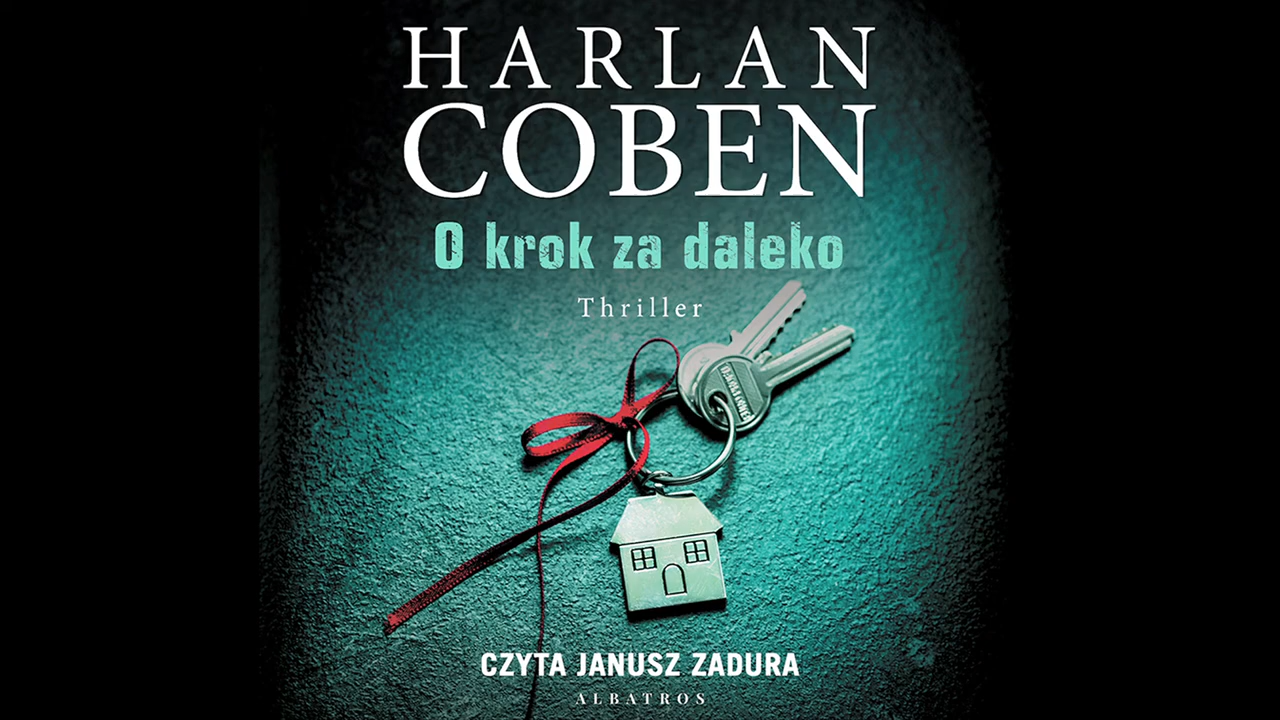 HARLAN
COBEN
O krok za daleko
Thriller
CZYTA JANUSZ ZADURA
ALBATROS